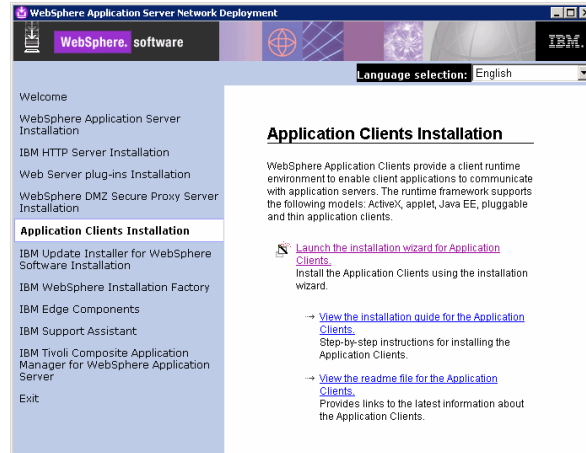 WebSphere Application Server Network Deployment
WebSphere. software
IBM.
Language selection: English
Welcome
WebSphere Application Server
Installation
IBM HTTP Server Installation
Web Server plug-ins Installation
WebSphere DMZ Secure Proxy Server
Installation
Application Clients Installation
IBM Update Installer for WebSphere
Software Installation
IBM WebSphere Installation Factory
IBM Edge Components
IBM Support Assistant
IBM Tivoli Composite Application
Manager for WebSphere Application
Server
Exit
Application Clients Installation
WebSphere Application Clients provide a client runtime
environment to enable client applications to communicate
with application servers. The runtime framework supports
the following models: ActiveX, applet, Java EE, pluggable
and thin application clients.
Launch the installation wizard for Application
Clients.
Install the Application Clients using the installation
wizard.
View the installation guide for the Application
Clients.
Step-by-step instructions for installing the
Application Clients.
View the readme file for the Application
Clients.
Provides links to the latest information about
the Application Clients.